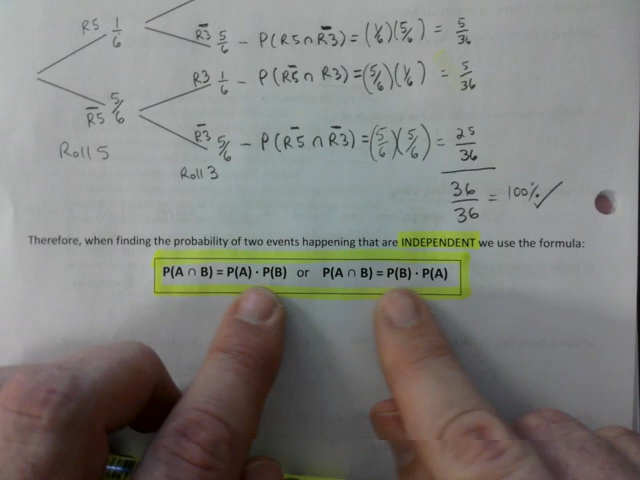 R5 1/6
R̅3̅ 5/6 – P(R5 ∩ R̅3̅) = (1/6)(5/6) = 5/36
R3 1/6 – P(R̅5̅ ∩ R3) = (5/6)(1/6) = 5/36
R̅5̅ 5/6
R̅3̅ 5/6 – P(R̅5̅ ∩ R̅3̅) = (5/6)(5/6) = 25/36
Roll 5
Roll 3
36/36 = 100% ✓
Therefore, when finding the probability of two events happening that are INDEPENDENT we use the formula:
P(A ∩ B) = P(A) · P(B) or P(A ∩ B) = P(B) · P(A)